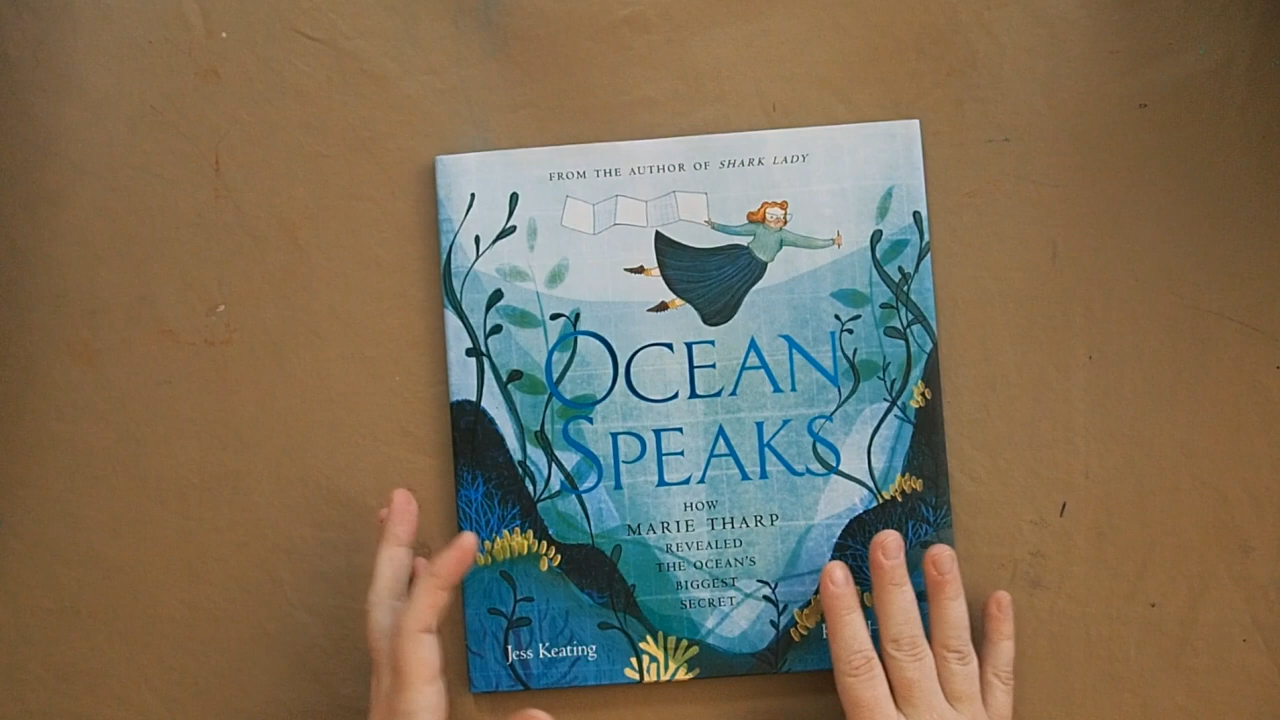 FROM THE AUTHOR OF SHARK LADY
OCEAN
SPEAKS
HOW
MARIE THARP
REVEALED
THE OCEAN'S
BIGGEST
SECRET
Jess Keating